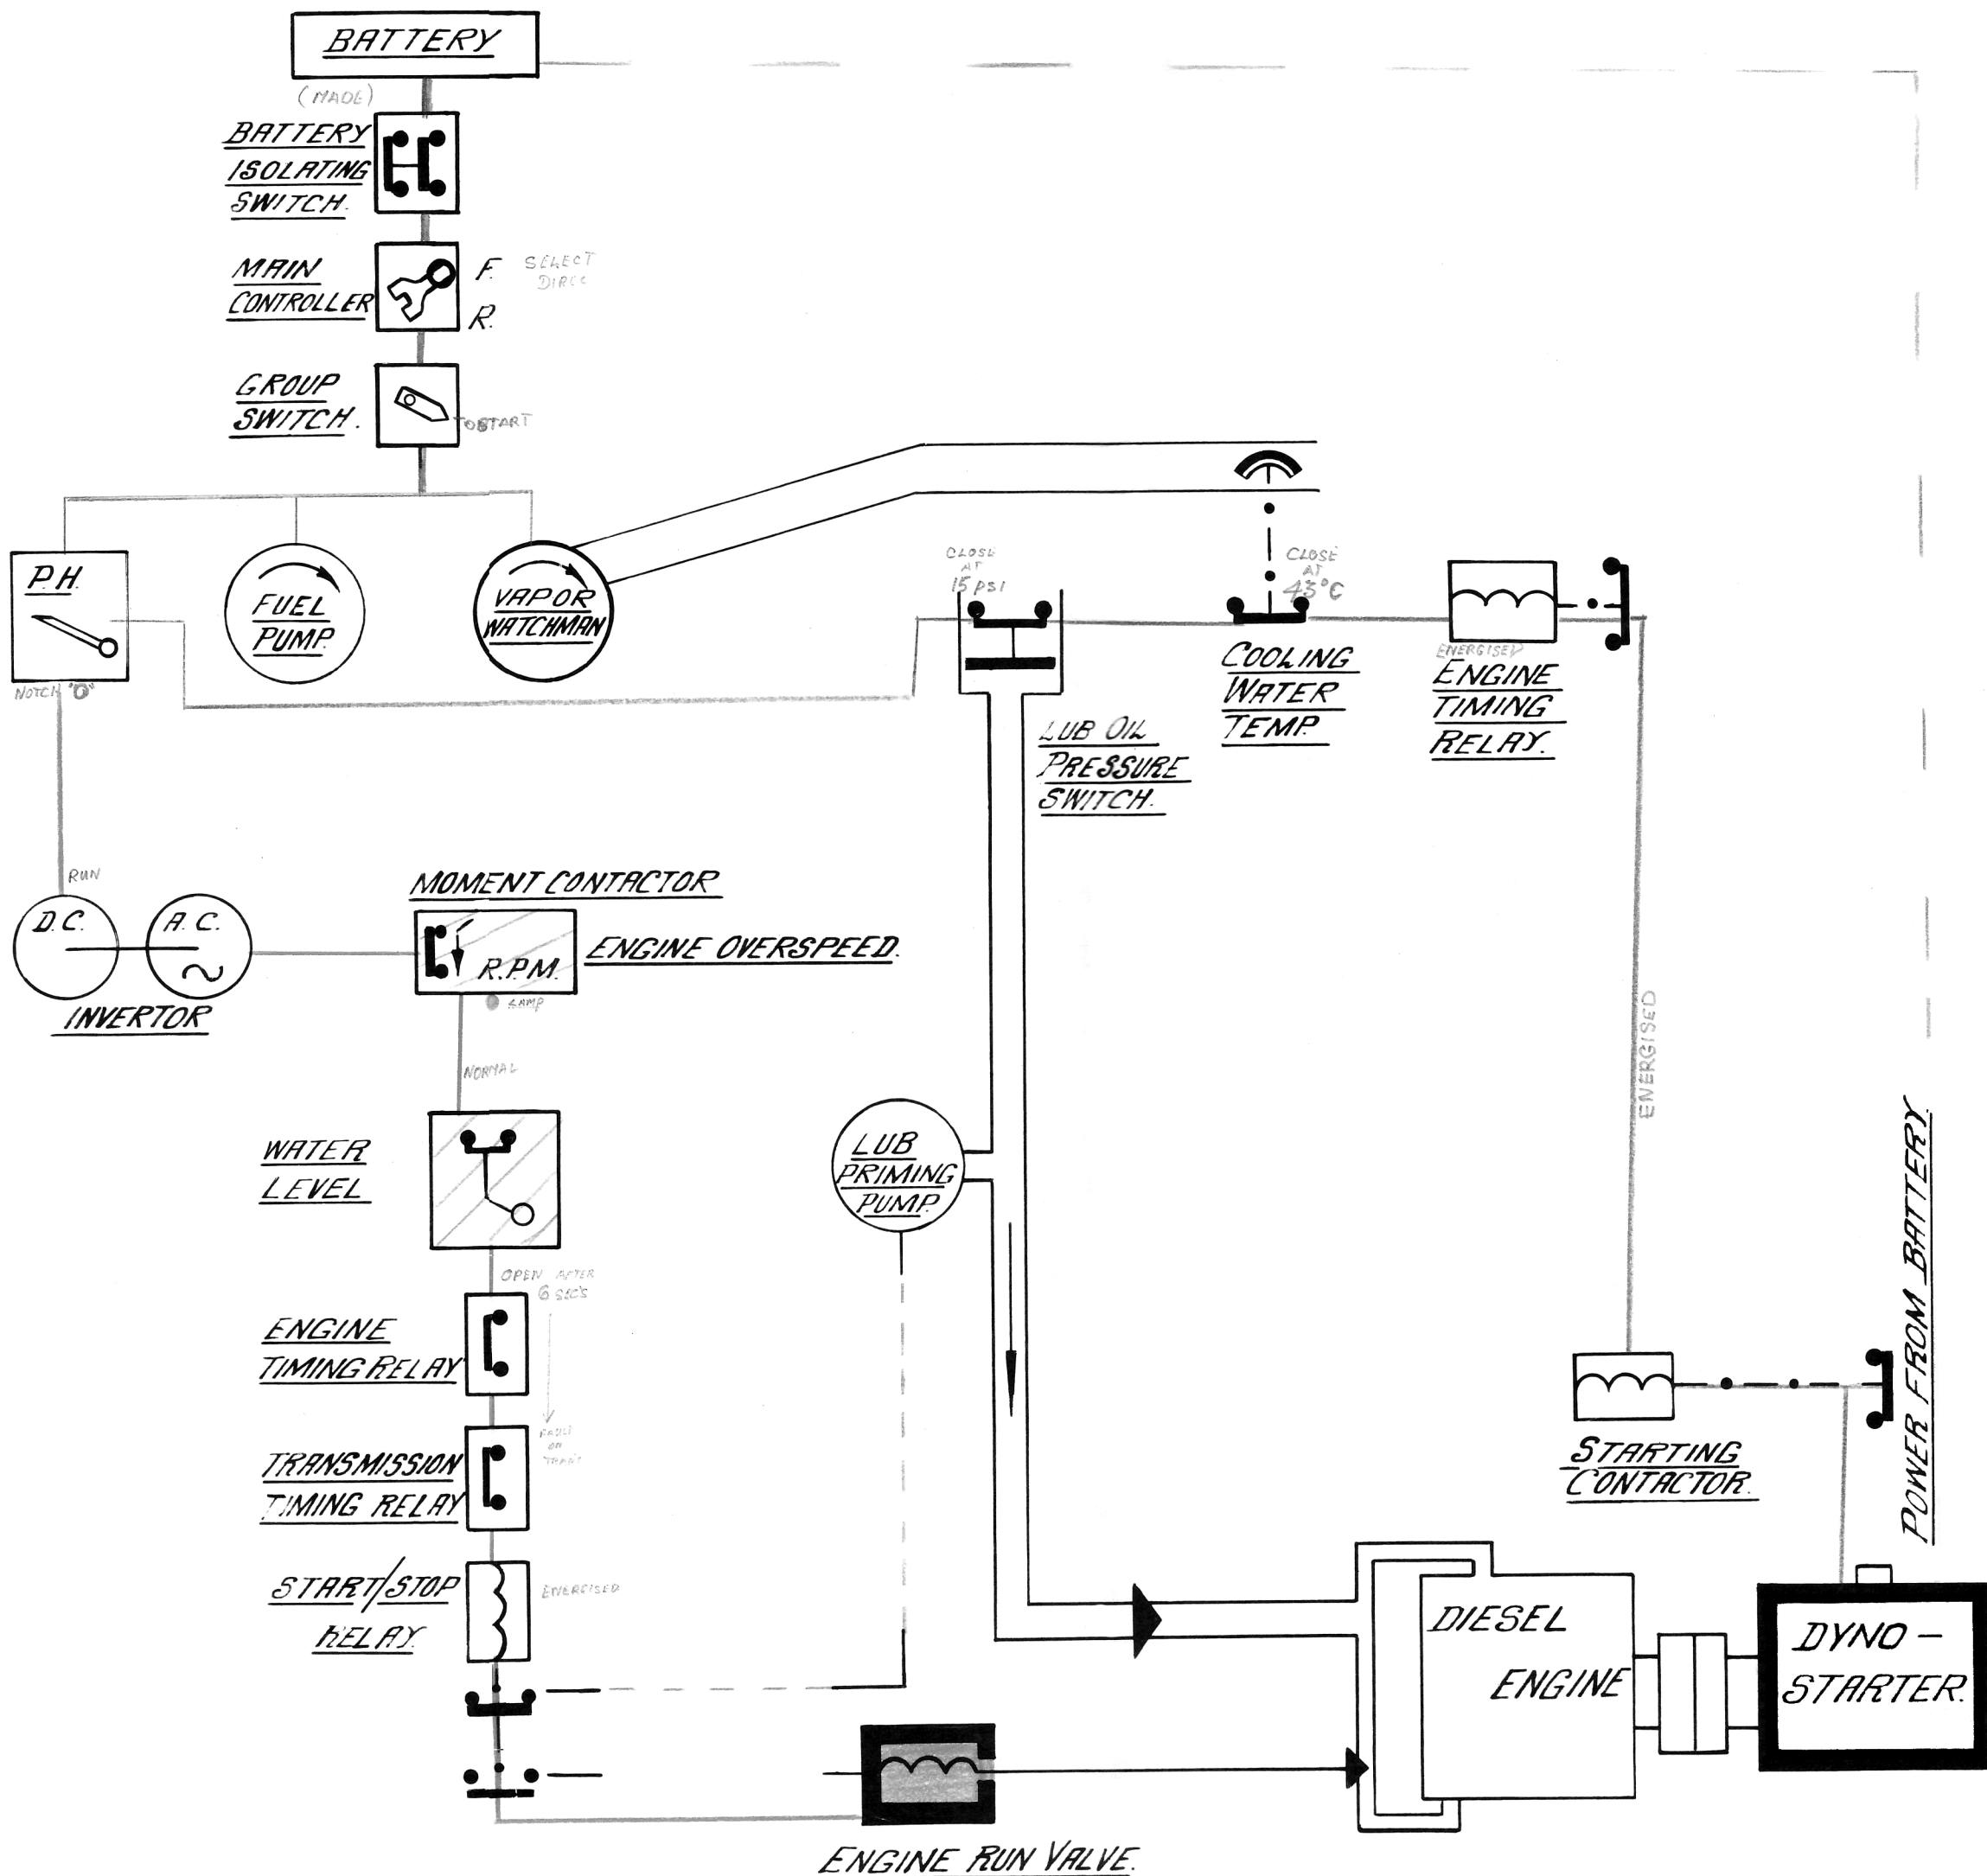 BATTERY
(MADE)
BATTERY
ISOLATING
SWITCH.
MAIN
CONTROLLER
F.
R.
SELECT
GROUP
SWITCH.
START
P.H.
NOTCH "O"
FUEL
PUMP.
VAPOR
WATCHMAN
CLOSE
AT
15 PSI
CLOSE
AT
43°C
LUB OIL
PRESSURE
SWITCH.
COOLING
WATER
TEMP.
ENERGISED
ENGINE
TIMING
RELAY.
RUN
D.C.
A.C.
INVERTOR
MOMENT CONTACTOR
R.P.M.
ENGINE OVERSPEED.
NORMAL
WATER
LEVEL
OPEN AFTER
6 SEC'S
ENGINE
TIMING RELAY
FAULT
ON
TRANSMISSION
TIMING RELAY
START/STOP
RELAY.
ENERGISED
LUB
PRIMING
PUMP.
ENERGISED
STARTING
CONTACTOR.
POWER FROM BATTERY.
DIESEL
ENGINE
DYNO-
STARTER.
ENGINE RUN VALVE.